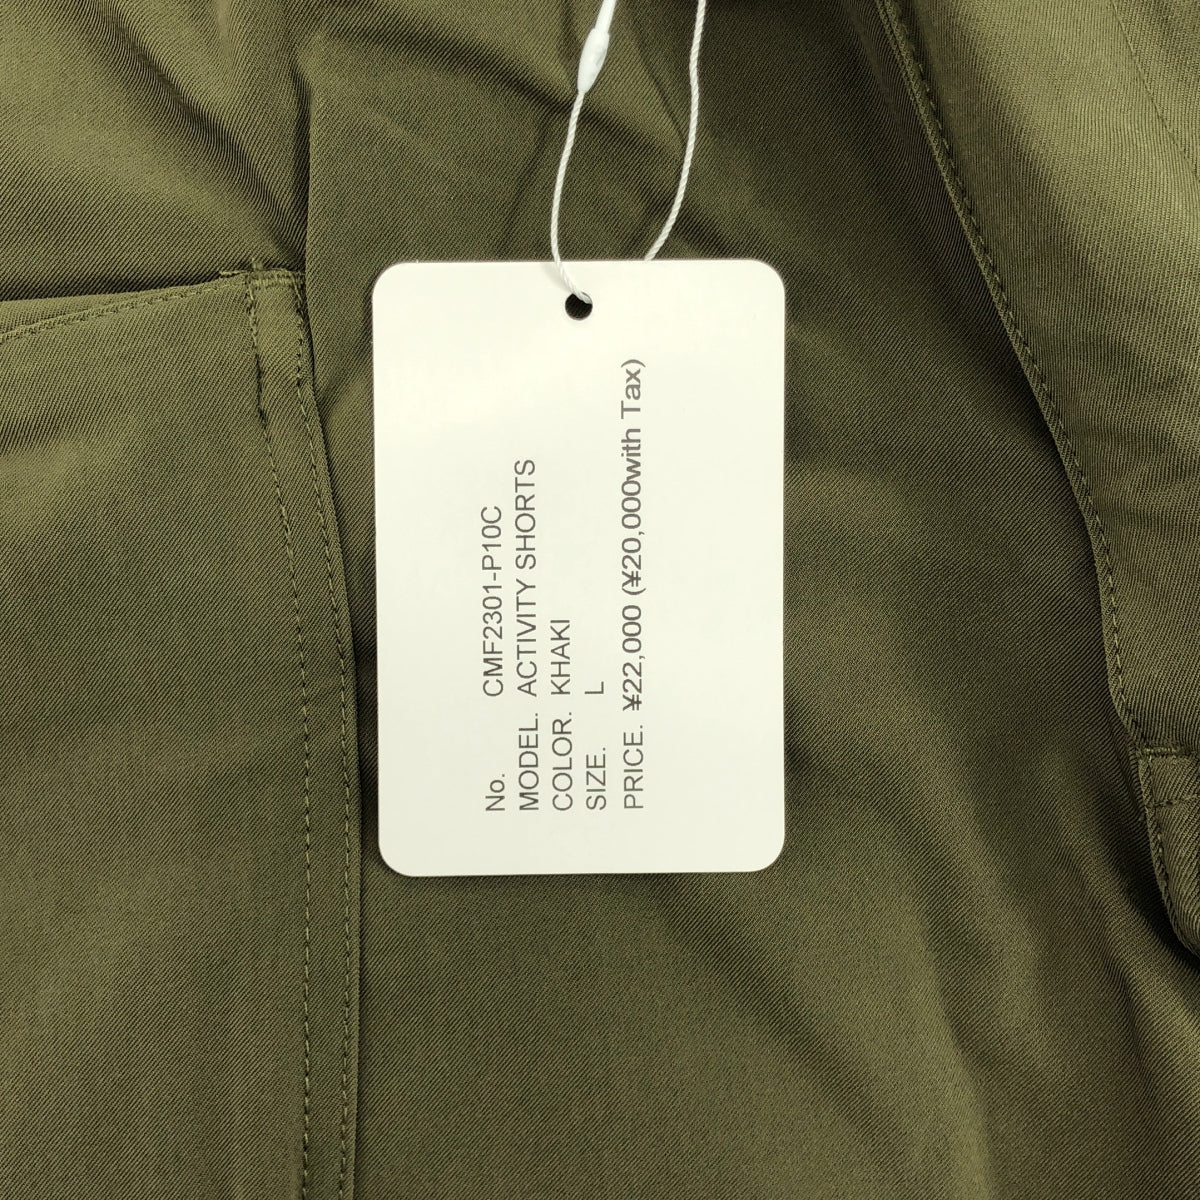 No. CMF2301-P10C
MODEL. ACTIVITY SHORTS
COLOR. KHAKI
SIZE. L
PRICE. ¥22,000 (¥20,000with Tax)